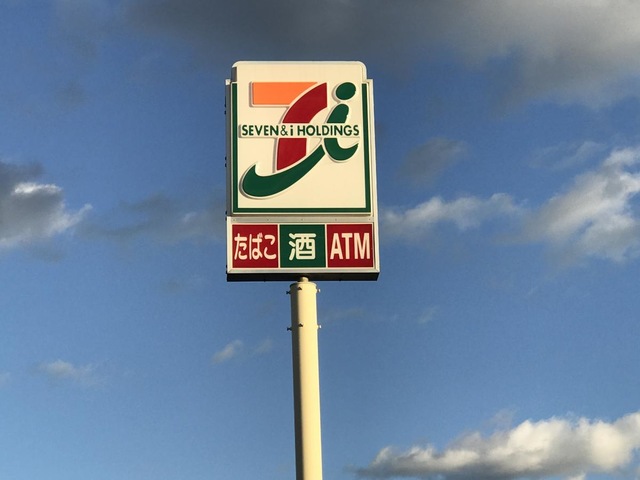 SEVEN&i HOLDINGS
たばこ 酒 ATM